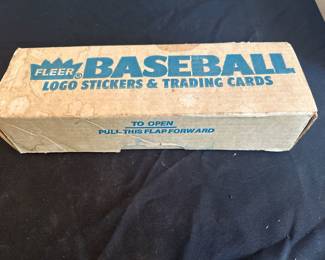 FLEER® BASEBALL
LOGO STICKERS & TRADING CARDS
TO OPEN
PULL THIS FLAP FORWARD